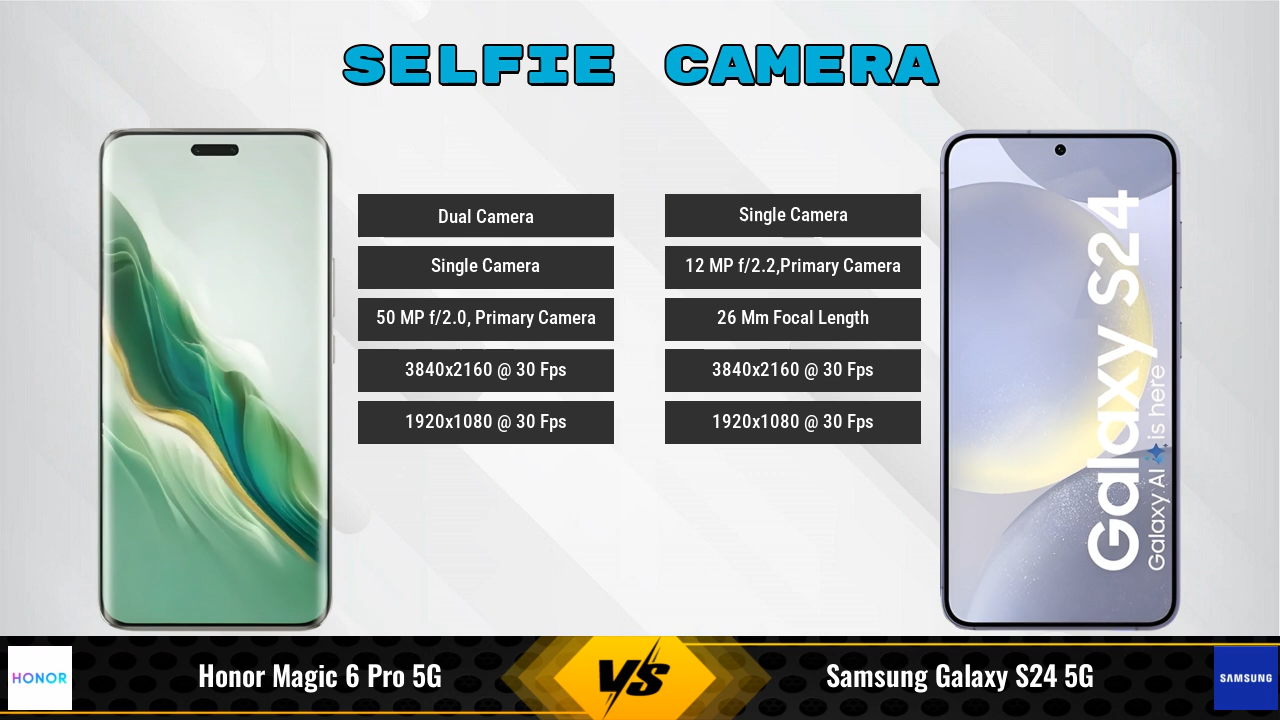 SELFIE CAMERA
Dual Camera
Single Camera
50 MP f/2.0, Primary Camera
3840x2160 @ 30 Fps
1920x1080 @ 30 Fps
Single Camera
12 MP f/2.2,Primary Camera
26 Mm Focal Length
3840x2160 @ 30 Fps
1920x1080 @ 30 Fps
Galaxy S24
Galaxy AI is here
HONOR
Honor Magic 6 Pro 5G
VS
Samsung Galaxy S24 5G
SAMSUNG